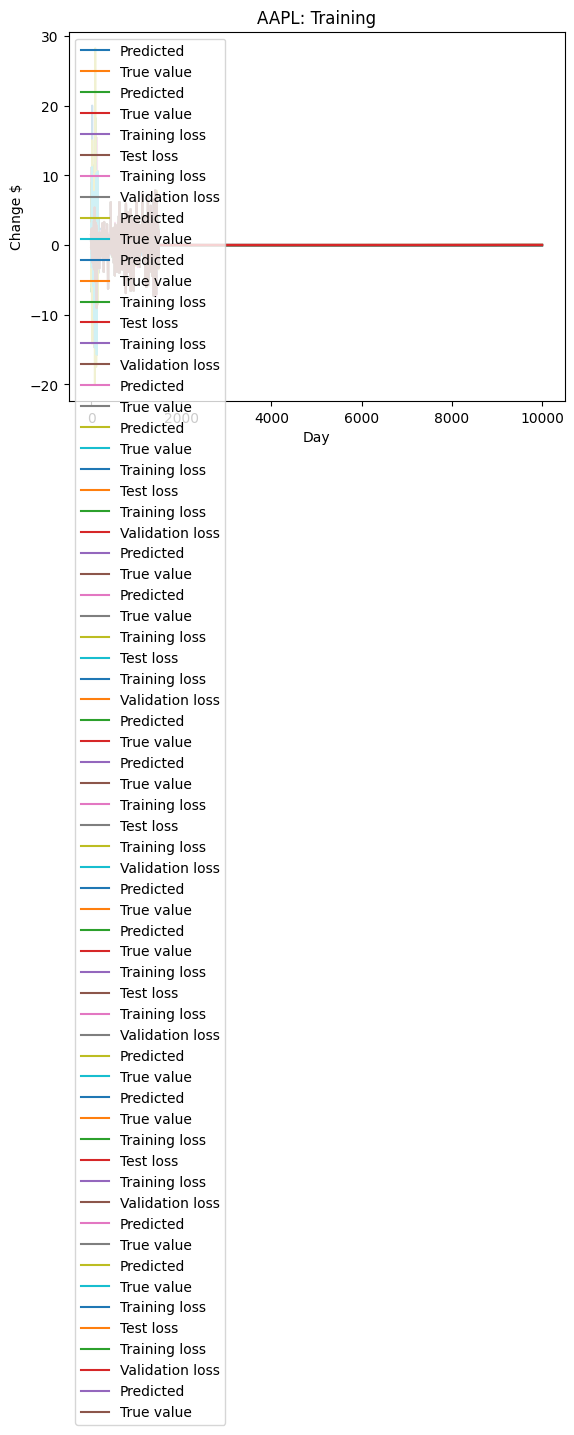 AAPL: Training
30
20
10
0
−10
−20
Change $
0
2000
4000
6000
8000
10000
Day
Predicted
True value
Predicted
True value
Training loss
Test loss
Training loss
Validation loss
Predicted
True value
Predicted
True value
Training loss
Test loss
Training loss
Validation loss
Predicted
True value
Predicted
True value
Training loss
Test loss
Training loss
Validation loss
Predicted
True value
Predicted
True value
Training loss
Test loss
Training loss
Validation loss
Predicted
True value
Predicted
True value
Training loss
Test loss
Training loss
Validation loss
Predicted
True value
Predicted
True value
Training loss
Test loss
Training loss
Validation loss
Predicted
True value
Predicted
True value
Training loss
Test loss
Training loss
Validation loss
Predicted
True value
Predicted
True value
Training loss
Test loss
Training loss
Validation loss
Predicted
True value